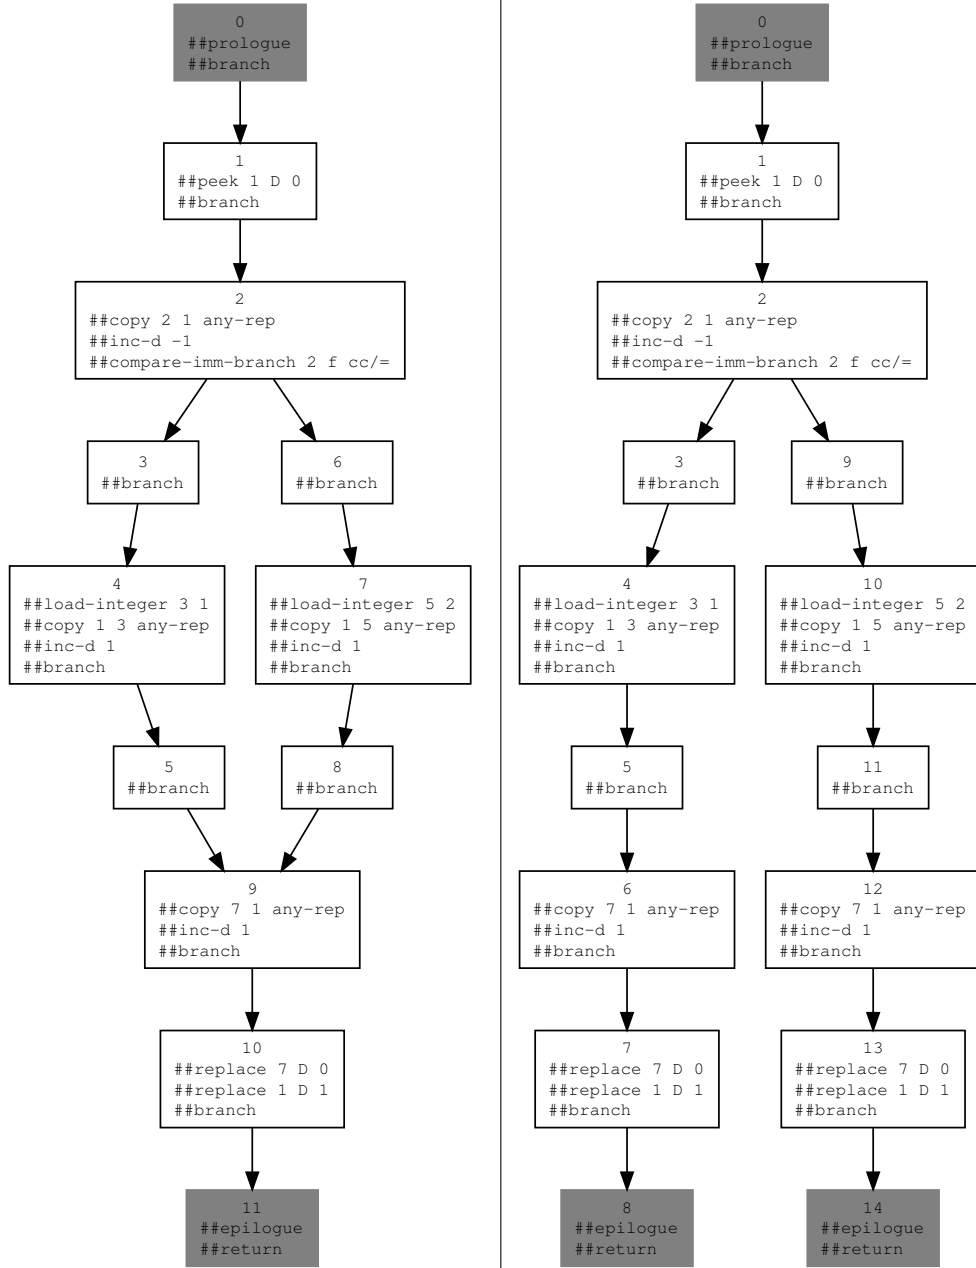 0
##prologue
##branch
1
##peek 1 D 0
##branch
2
##copy 2 1 any-rep
##inc-d -1
##compare-imm-branch 2 f cc/=
3
##branch
6
##branch
4
##load-integer 3 1
##copy 1 3 any-rep
##inc-d 1
##branch
7
##load-integer 5 2
##copy 1 5 any-rep
##inc-d 1
##branch
5
##branch
8
##branch
9
##copy 7 1 any-rep
##inc-d 1
##branch
10
##replace 7 D 0
##replace 1 D 1
##branch
11
##epilogue
##return
0
##prologue
##branch
1
##peek 1 D 0
##branch
2
##copy 2 1 any-rep
##inc-d -1
##compare-imm-branch 2 f cc/=
3
##branch
9
##branch
4
##load-integer 3 1
##copy 1 3 any-rep
##inc-d 1
##branch
10
##load-integer 5 2
##copy 1 5 any-rep
##inc-d 1
##branch
5
##branch
11
##branch
6
##copy 7 1 any-rep
##inc-d 1
##branch
12
##copy 7 1 any-rep
##inc-d 1
##branch
7
##replace 7 D 0
##replace 1 D 1
##branch
13
##replace 7 D 0
##replace 1 D 1
##branch
8
##epilogue
##return
14
##epilogue
##return